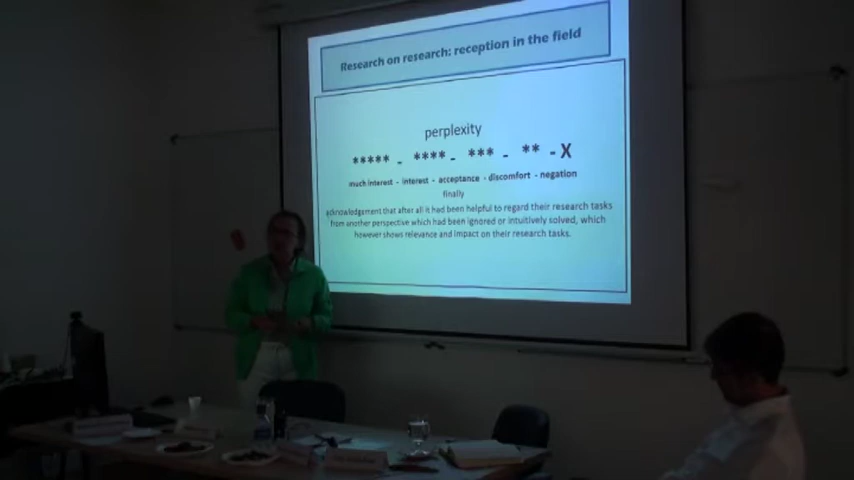 Research on research: reception in the field
perplexity
***** - **** - *** - ** - X
much interest - interest - acceptance - discomfort - negation
finally
acknowledgement that after all it had been helpful to regard their research tasks
from another perspective which had been ignored or intuitively solved, which
however shows relevance and impact on their research tasks.